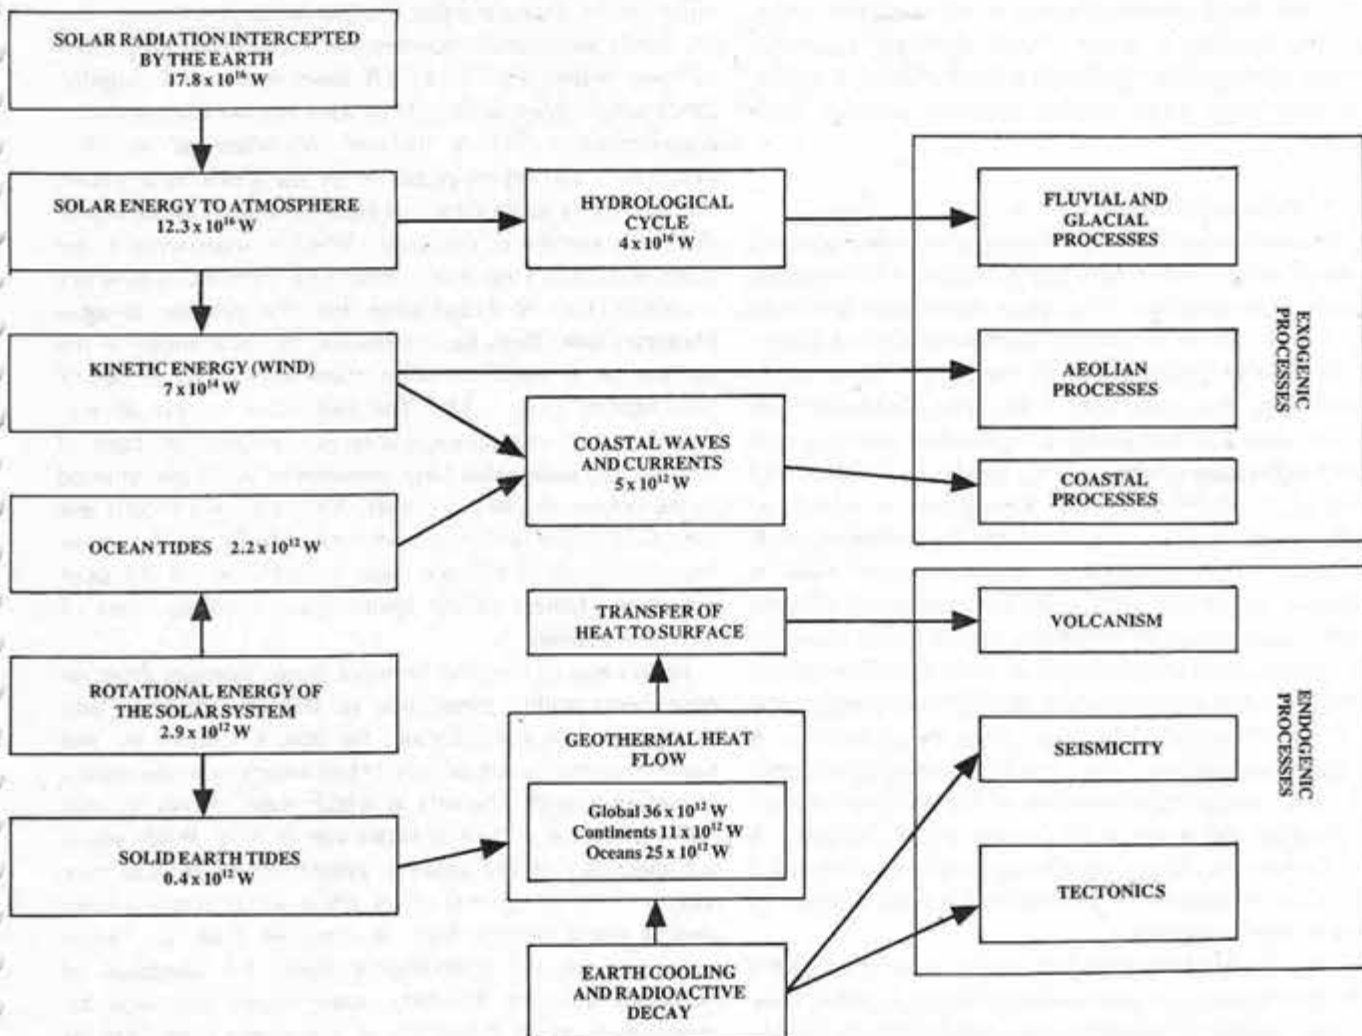 SOLAR RADIATION INTERCEPTED
BY THE EARTH
17.8 x 10¹⁶ W
SOLAR ENERGY TO ATMOSPHERE
12.3 x 10¹⁶ W
HYDROLOGICAL
CYCLE
4 x 10¹⁶ W
FLUVIAL AND
GLACIAL
PROCESSES
KINETIC ENERGY (WIND)
7 x 10¹⁴ W
AEOLIAN
PROCESSES
EXOGENIC
PROCESSES
COASTAL WAVES
AND CURRENTS
5 x 10¹² W
COASTAL
PROCESSES
OCEAN TIDES 2.2 x 10¹² W
TRANSFER OF
HEAT TO SURFACE
VOLCANISM
ROTATIONAL ENERGY OF
THE SOLAR SYSTEM
2.9 x 10¹² W
GEOTHERMAL HEAT
FLOW
Global 36 x 10¹² W
Continents 11 x 10¹² W
Oceans 25 x 10¹² W
SEISMICITY
ENDOGENIC
PROCESSES
SOLID EARTH TIDES
0.4 x 10¹² W
TECTONICS
EARTH COOLING
AND RADIOACTIVE
DECAY